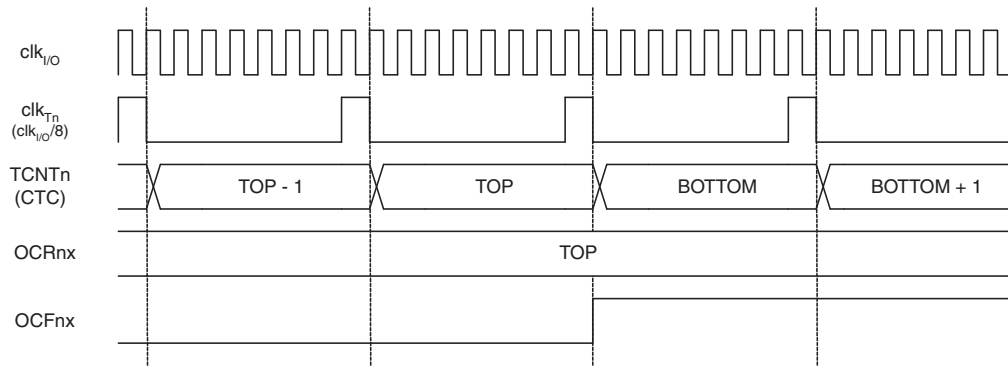 clkI/O
clkTn
(clkI/O/8)
TCNTn
(CTC)
TOP - 1
TOP
BOTTOM
BOTTOM + 1
OCRnx
TOP
OCFnx